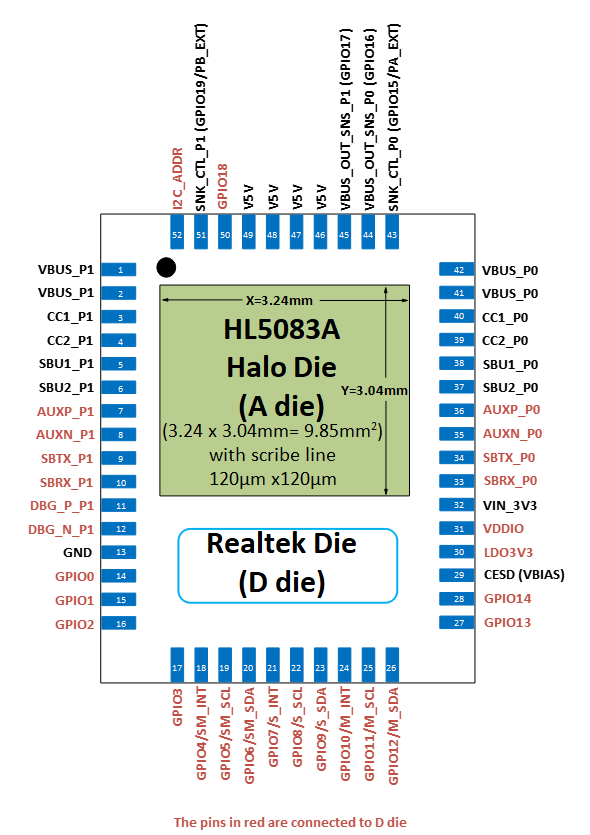 I2C_ADDR
SNK_CTL_P1 (GPIO19/PB_EXT)
GPIO18
V5V
V5V
V5V
V5V
VBUS_OUT_SNS_P1 (GPIO17)
VBUS_OUT_SNS_P0 (GPIO16)
SNK_CTL_P0 (GPIO15/PA_EXT)
52 51 50 49 48 47 46 45 44 43
VBUS_P1 1
VBUS_P1 2
CC1_P1 3
CC2_P1 4
SBU1_P1 5
SBU2_P1 6
AUXP_P1 7
AUXN_P1 8
SBTX_P1 9
SBRX_P1 10
DBG_P_P1 11
DBG_N_P1 12
GND 13
GPIO0 14
GPIO1 15
GPIO2 16
X=3.24mm
HL5083A
Halo Die
(A die)
Y=3.04mm
(3.24 x 3.04mm= 9.85mm²)
with scribe line
120μm x120μm
Realtek Die
(D die)
42 VBUS_P0
41 VBUS_P0
40 CC1_P0
39 CC2_P0
38 SBU1_P0
37 SBU2_P0
36 AUXP_P0
35 AUXN_P0
34 SBTX_P0
33 SBRX_P0
32 VIN_3V3
31 VDDIO
30 LDO3V3
29 CESD (VBIAS)
28 GPIO14
27 GPIO13
17 18 19 20 21 22 23 24 25 26
GPIO3
GPIO4/SM_INT
GPIO5/SM_SCL
GPIO6/SM_SDA
GPIO7/S_INT
GPIO8/S_SCL
GPIO9/S_SDA
GPIO10/M_INT
GPIO11/M_SCL
GPIO12/M_SDA
The pins in red are connected to D die